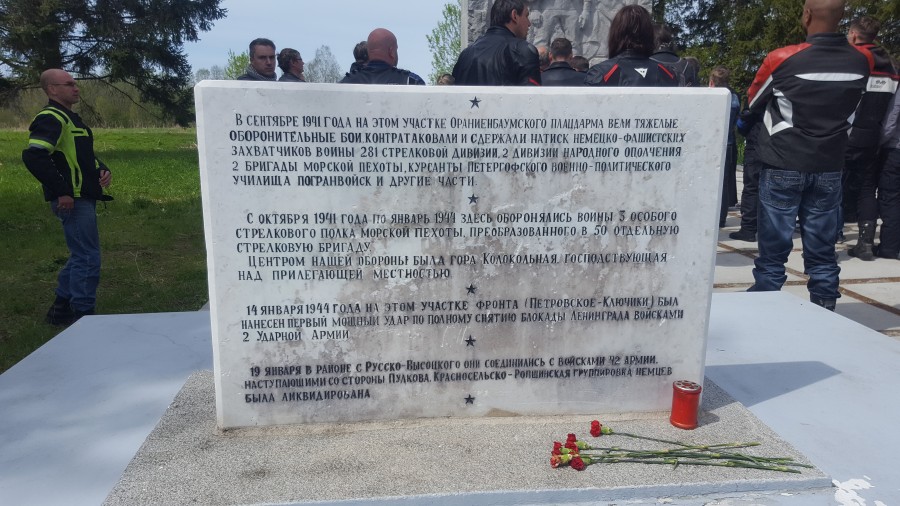 В СЕНТЯБРЕ 1941 ГОДА НА ЭТОМ УЧАСТКЕ ОРАНИЕНБАУМСКОГО ПЛАЦДАРМА ВЕЛИ ТЯЖЕЛЫЕ
ОБОРОНИТЕЛЬНЫЕ БОИ, КОНТРАТАКОВАЛИ И СДЕРЖАЛИ НАТИСК НЕМЕЦКО-ФАШИСТСКИХ
ЗАХВАТЧИКОВ ВОИНЫ 281 СТРЕЛКОВОЙ ДИВИЗИИ, 2 ДИВИЗИИ НАРОДНОГО ОПОЛЧЕНИЯ
2 БРИГАДЫ МОРСКОЙ ПЕХОТЫ, КУРСАНТЫ ПЕТЕРГОФСКОГО ВОЕННО-ПОЛИТИЧЕСКОГО
УЧИЛИЩА ПОГРАНВОЙСК И ДРУГИЕ ЧАСТИ.
С ОКТЯБРЯ 1941 ГОДА ПО ЯНВАРЬ 1944 ЗДЕСЬ ОБОРОНЯЛИСЬ ВОИНЫ 3 ОСОБОГО
СТРЕЛКОВОГО ПОЛКА МОРСКОЙ ПЕХОТЫ, ПРЕОБРАЗОВАННОГО В 50 ОТДЕЛЬНУЮ
СТРЕЛКОВУЮ БРИГАДУ.
ЦЕНТРОМ НАШЕЙ ОБОРОНЫ БЫЛА ГОРА КОЛОКОЛЬНАЯ, ГОСПОДСТВУЮЩАЯ
НАД ПРИЛЕГАЮЩЕЙ МЕСТНОСТЬЮ.
14 ЯНВАРЯ 1944 ГОДА НА ЭТОМ УЧАСТКЕ ФРОНТА (ПЕТРОВСКОЕ-КЛЮЧИКИ) БЫЛ
НАНЕСЕН ПЕРВЫЙ МОЩНЫЙ УДАР ПО ПОЛНОМУ СНЯТИЮ БЛОКАДЫ ЛЕНИНГРАДА ВОЙСКАМИ
2 УДАРНОЙ АРМИИ.
19 ЯНВАРЯ В РАЙОНЕ С РУССКО-ВЫСОЦКОГО ОНИ СОЕДИНИЛИСЬ С ВОЙСКАМИ 42 АРМИИ,
НАСТУПАЮЩИМИ СО СТОРОНЫ ПУЛКОВА. КРАСНОСЕЛЬСКО-РОПШИНСКАЯ ГРУППИРОВКА НЕМЦЕВ
БЫЛА ЛИКВИДИРОВАНА